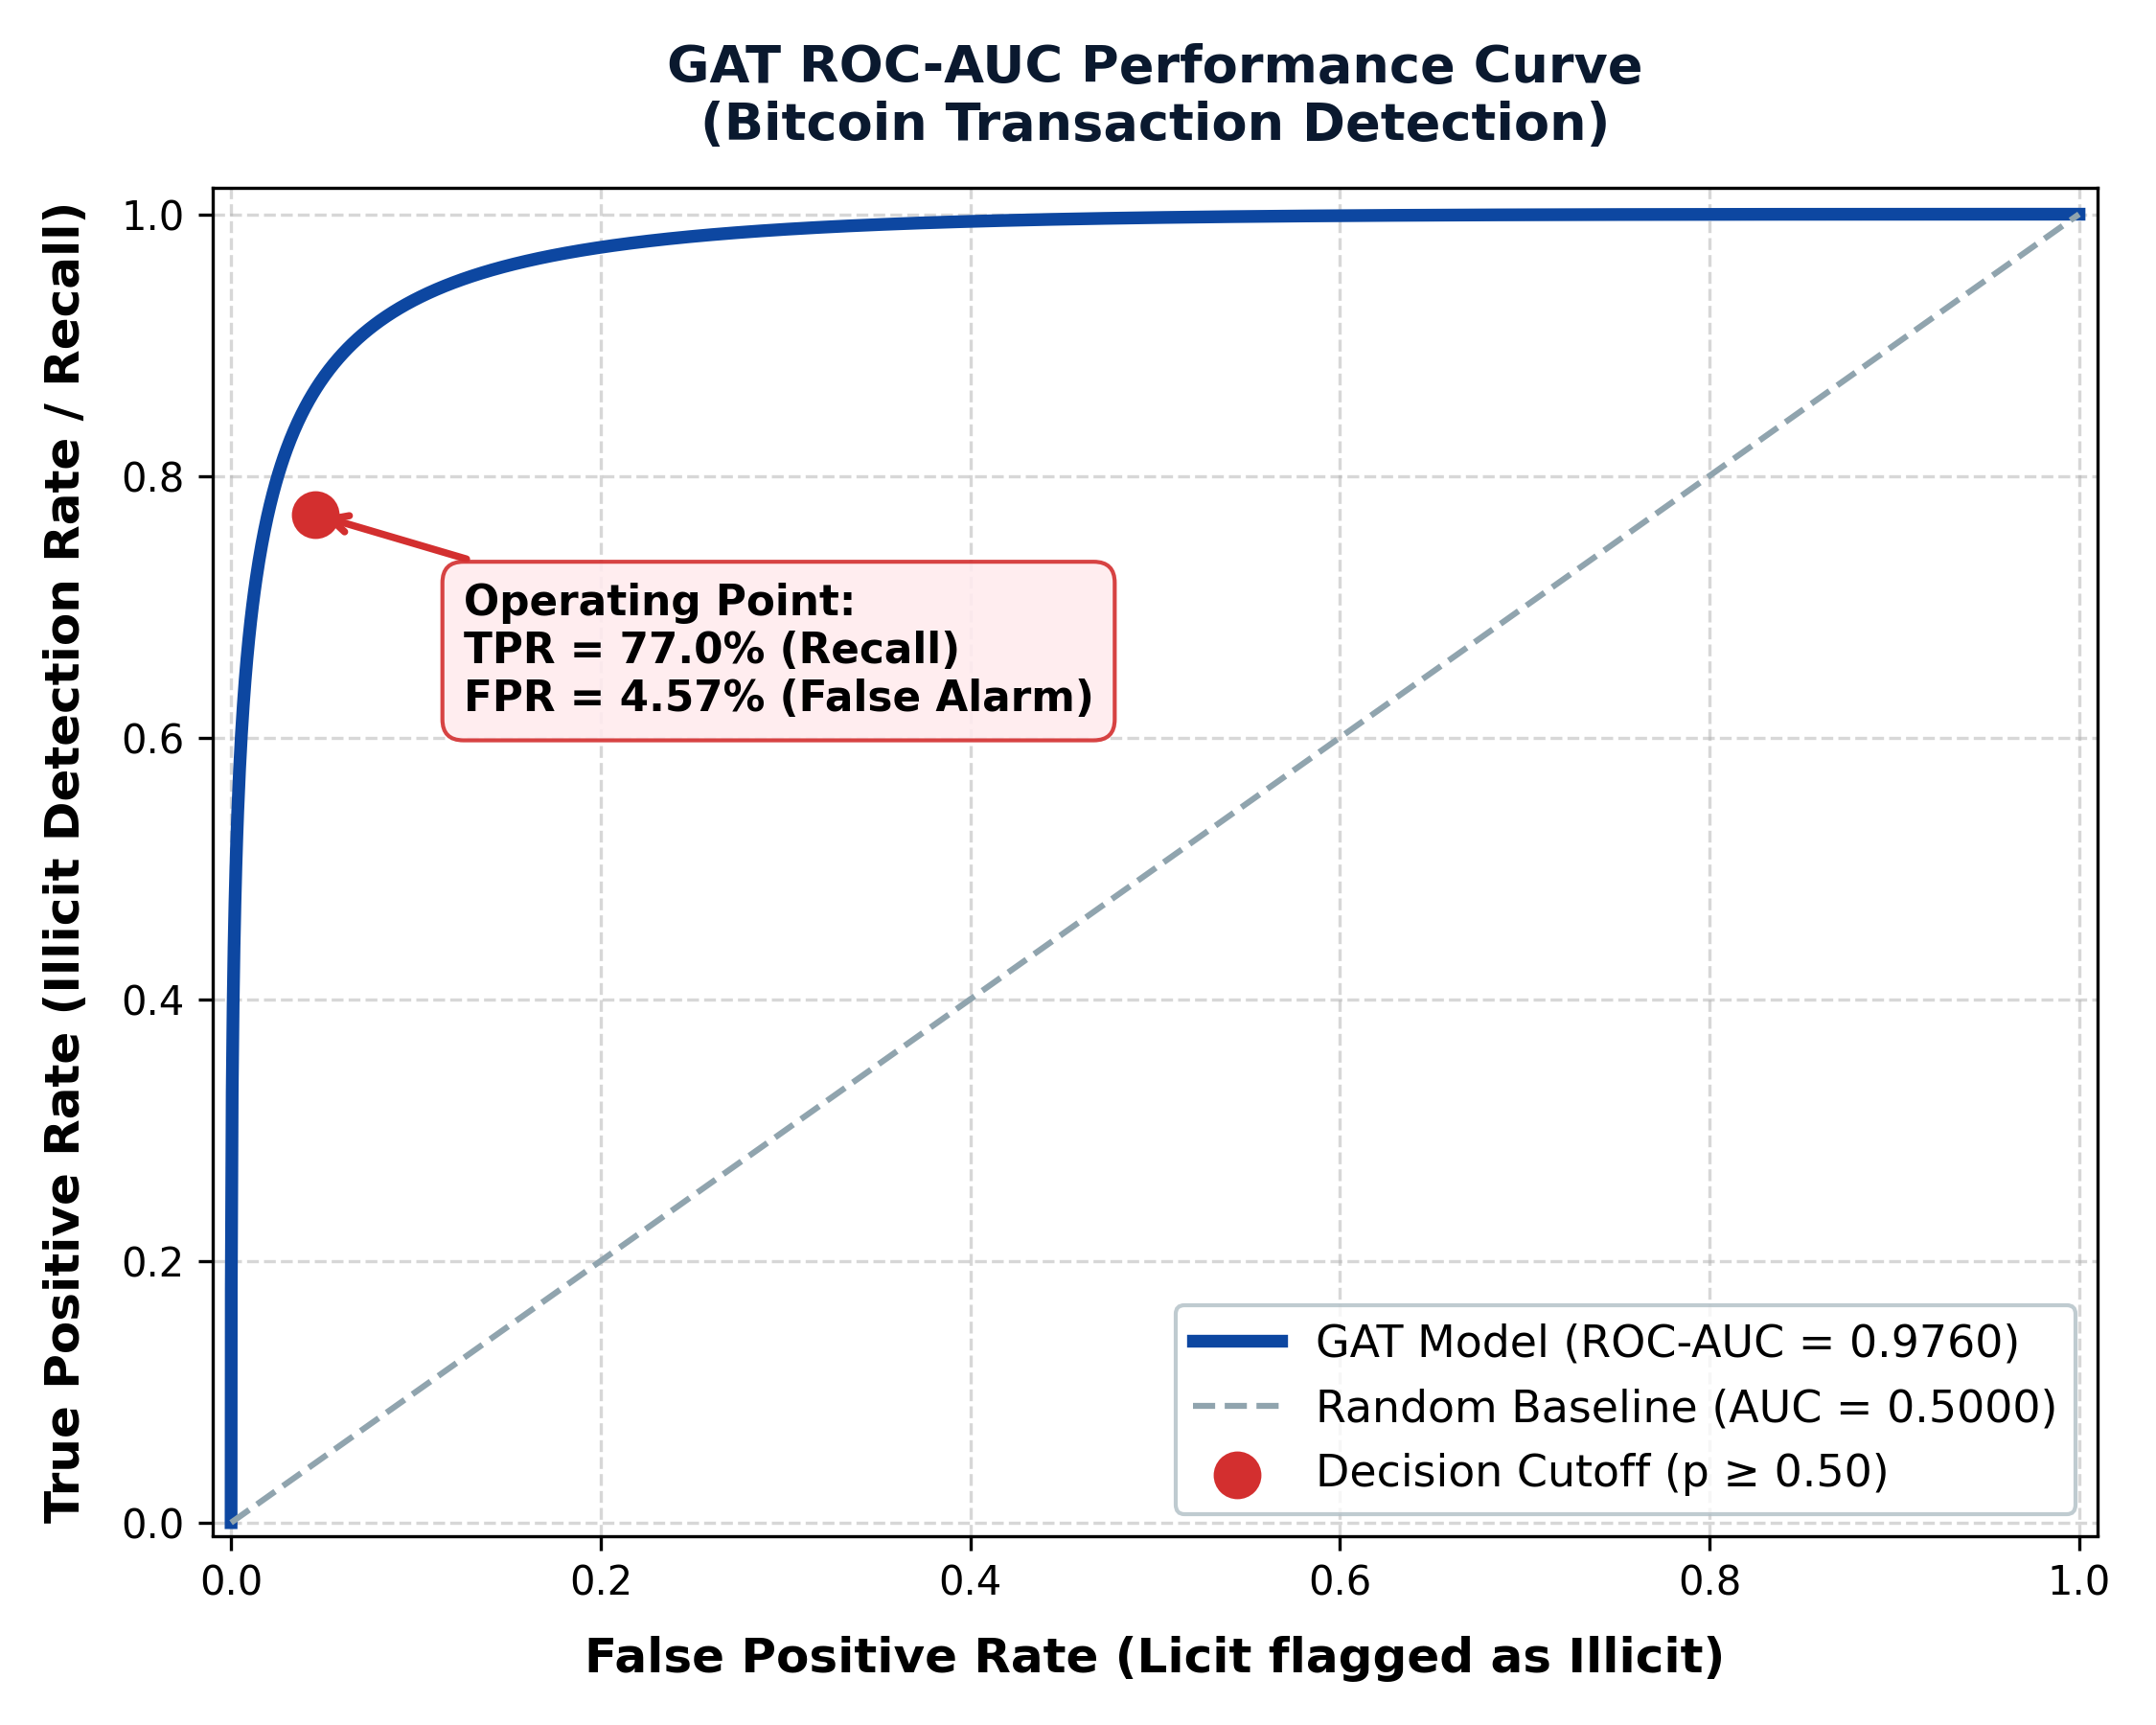 GAT ROC-AUC Performance Curve
(Bitcoin Transaction Detection)
True Positive Rate (Illicit Detection Rate / Recall)
1.0
0.8
0.6
0.4
0.2
0.0
Operating Point:
TPR = 77.0% (Recall)
FPR = 4.57% (False Alarm)
GAT Model (ROC-AUC = 0.9760)
Random Baseline (AUC = 0.5000)
Decision Cutoff (p ≥ 0.50)
0.0 0.2 0.4 0.6 0.8 1.0
False Positive Rate (Licit flagged as Illicit)